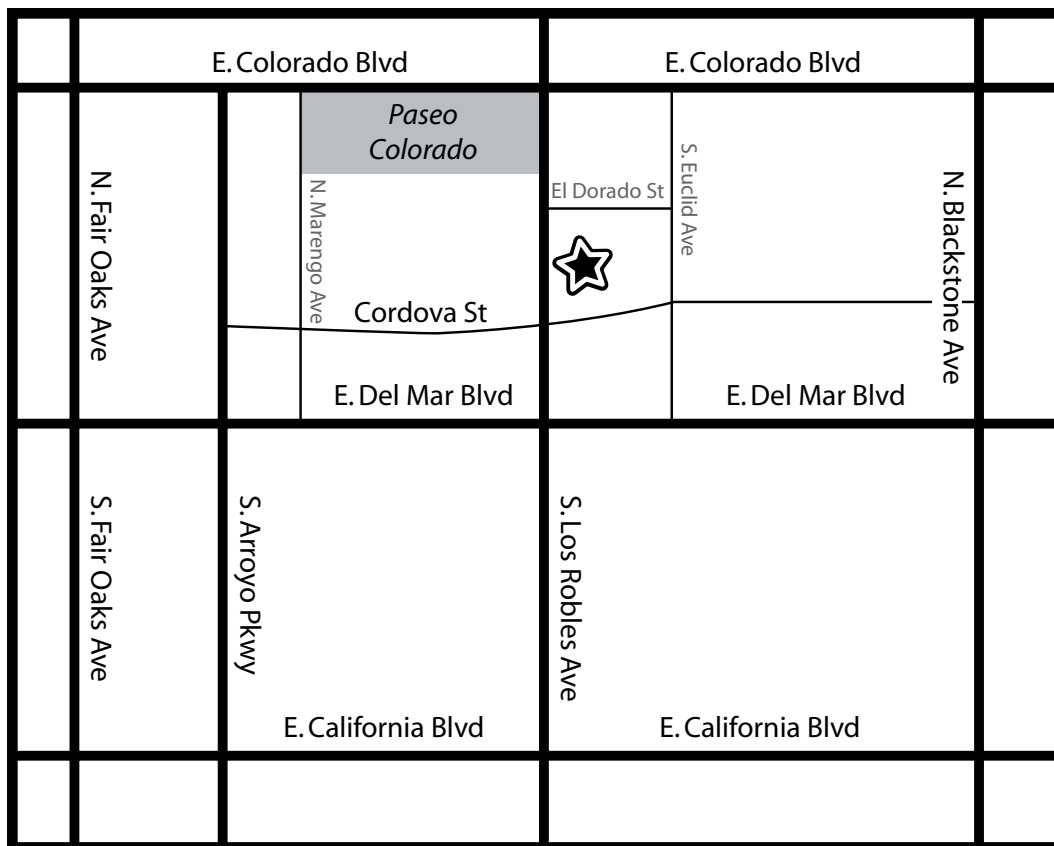 E. Colorado Blvd
E. Colorado Blvd
Paseo
Colorado
N. Fair Oaks Ave
N. Marengo Ave
El Dorado St
S. Euclid Ave
N. Blackstone Ave
Cordova St
E. Del Mar Blvd
E. Del Mar Blvd
S. Fair Oaks Ave
S. Arroyo Pkwy
S. Los Robles Ave
E. California Blvd
E. California Blvd